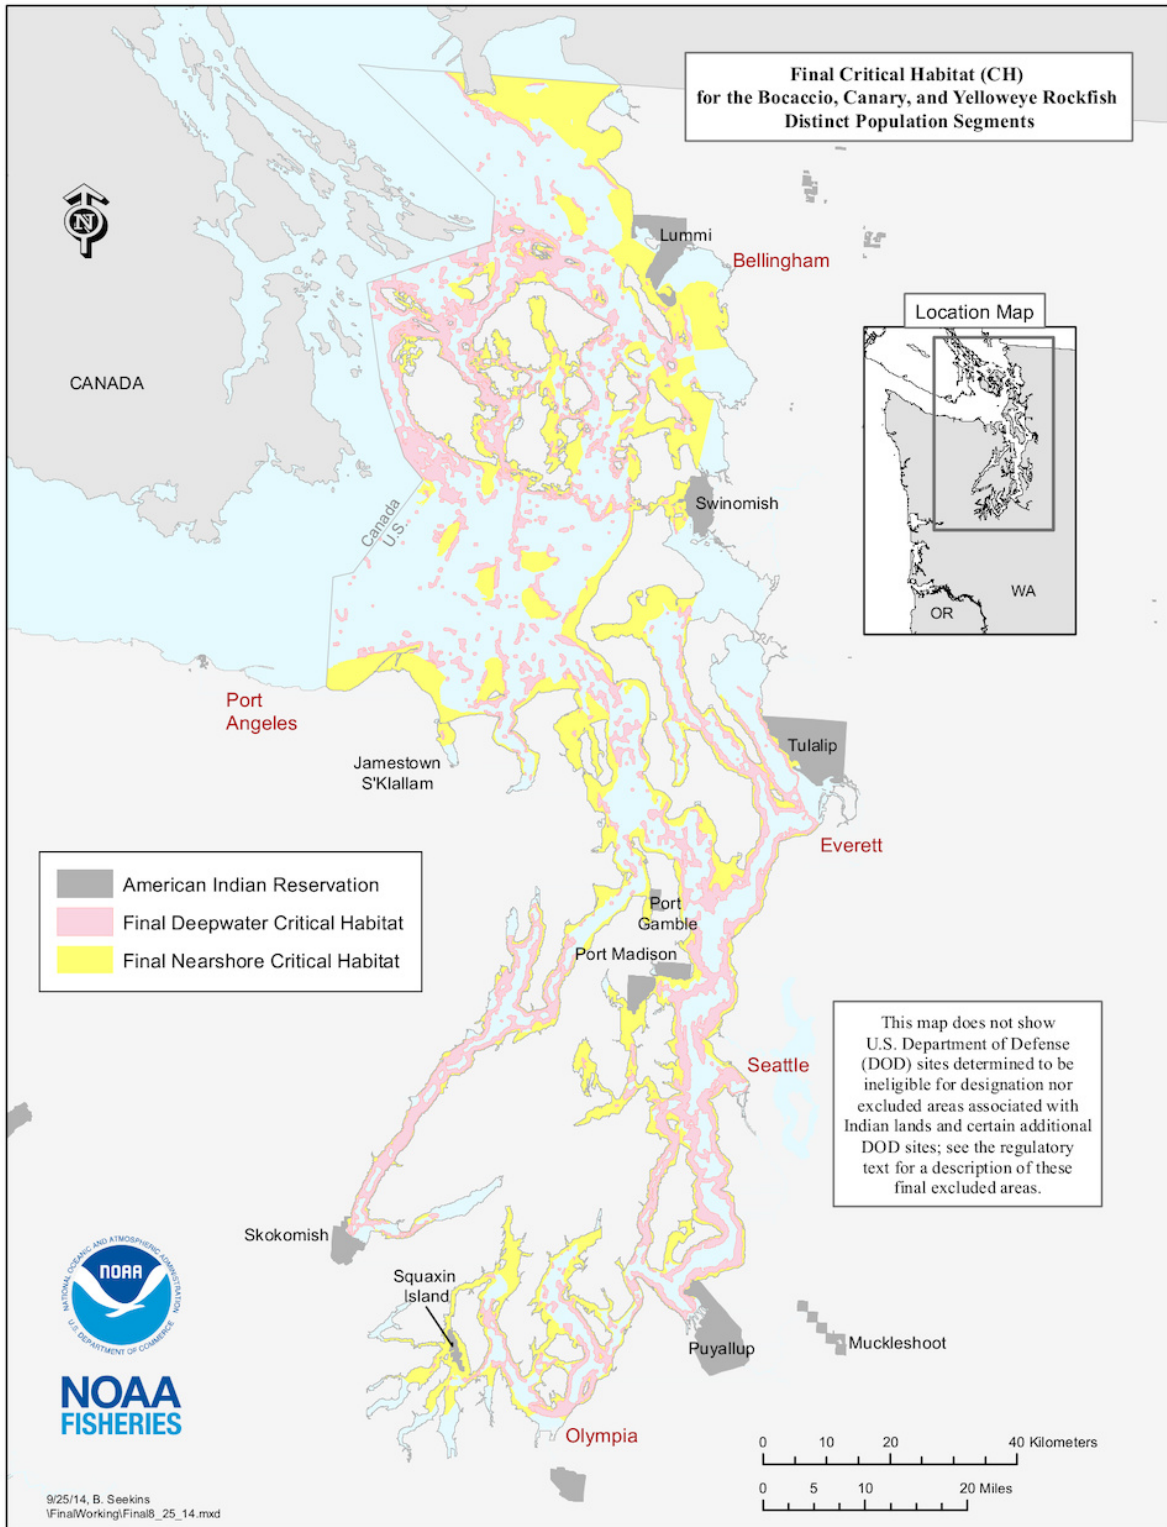 Final Critical Habitat (CH)
for the Bocaccio, Canary, and Yelloweye Rockfish
Distinct Population Segments
N
Lummi
Bellingham
Location Map
CANADA
WA
OR
Swinomish
Canada
U.S.
Port
Angeles
Tulalip
Jamestown
S'Klallam
Everett
American Indian Reservation
Final Deepwater Critical Habitat
Final Nearshore Critical Habitat
Port
Gamble
Port Madison
Seattle
This map does not show
U.S. Department of Defense
(DOD) sites determined to be
ineligible for designation nor
excluded areas associated with
Indian lands and certain additional
DOD sites; see the regulatory
text for a description of these
final excluded areas.
Skokomish
Squaxin
Island
NATIONAL OCEANIC AND ATMOSPHERIC ADMINISTRATION
NOAA
U.S. DEPARTMENT OF COMMERCE
NOAA
FISHERIES
Puyallup
Muckleshoot
Olympia
0 10 20 40 Kilometers
0 5 10 20 Miles
9/25/14, B. Seekins
\FinalWorking\Final8_25_14.mxd